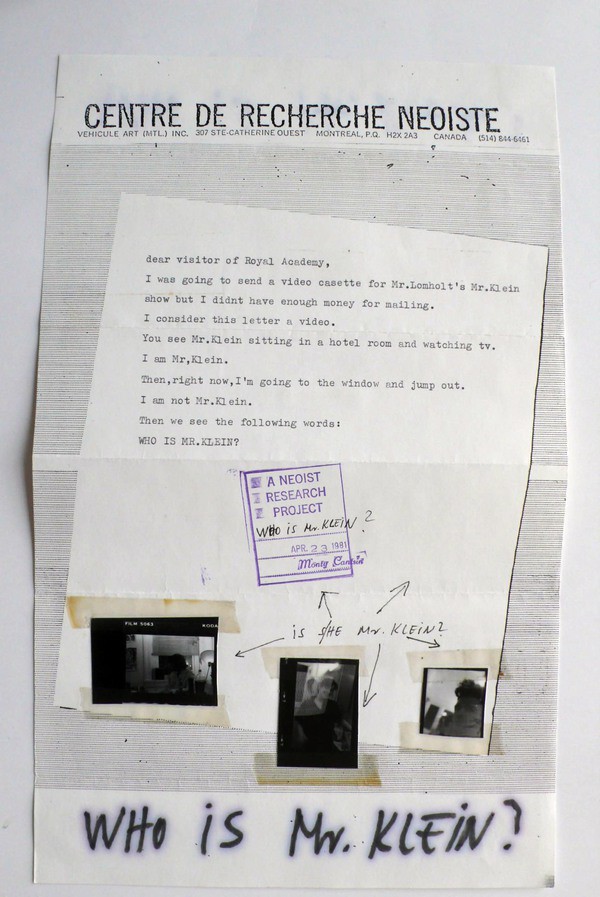 CENTRE DE RECHERCHE NEOISTE
VEHICULE ART (MTL.) INC. 307 STE-CATHERINE OUEST MONTREAL, P.Q. H2X 2A3 CANADA (514) 844-6461
dear visitor of Royal Academy,
I was going to send a video casette for Mr.Lomholt's Mr.Klein
show but I didnt have enough money for mailing.
I consider this letter a video.
You see Mr.Klein sitting in a hotel room and watching tv.
I am Mr,Klein.
Then,right now,I'm going to the window and jump out.
I am not Mr.Klein.
Then we see the following words:
WHO IS MR.KLEIN?
A NEOIST
RESEARCH
PROJECT
WHO iS Mr. KLEIN?
APR. 23 1981
Monty Cantsin
FILM 5063 KODA
is SHE Mr. KLEIN?
WHO iS Mr. KLEiN?